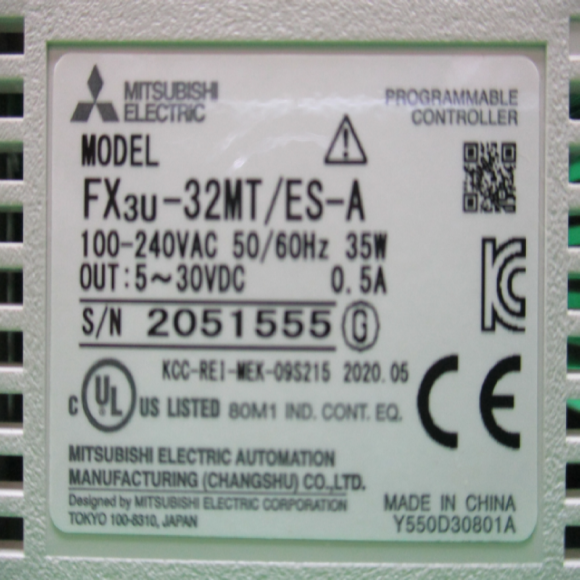 MITSUBISHI
ELECTRIC
PROGRAMMABLE
CONTROLLER
MODEL
FX3U-32MT/ES-A
100-240VAC 50/60Hz 35W
OUT:5~30VDC 0.5A
S/N 2051555 G
KCC-REI-MEK-09S215 2020.05
C UL US LISTED 80M1 IND. CONT. EQ.
CE
MITSUBISHI ELECTRIC AUTOMATION
MANUFACTURING (CHANGSHU) CO.,LTD.
Designed by MITSUBISHI ELECTRIC CORPORATION
TOKYO 100-8310, JAPAN
MADE IN CHINA
Y550D30801A